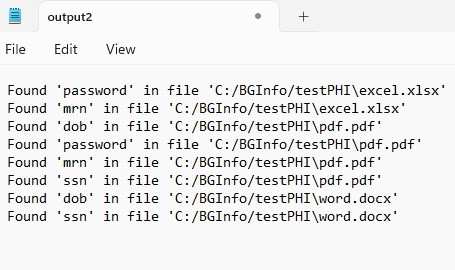 output2
File Edit View
Found 'password' in file 'C:/BGInfo/testPHI\excel.xlsx'
Found 'mrn' in file 'C:/BGInfo/testPHI\excel.xlsx'
Found 'dob' in file 'C:/BGInfo/testPHI\pdf.pdf'
Found 'password' in file 'C:/BGInfo/testPHI\pdf.pdf'
Found 'mrn' in file 'C:/BGInfo/testPHI\pdf.pdf'
Found 'ssn' in file 'C:/BGInfo/testPHI\pdf.pdf'
Found 'dob' in file 'C:/BGInfo/testPHI\word.docx'
Found 'ssn' in file 'C:/BGInfo/testPHI\word.docx'